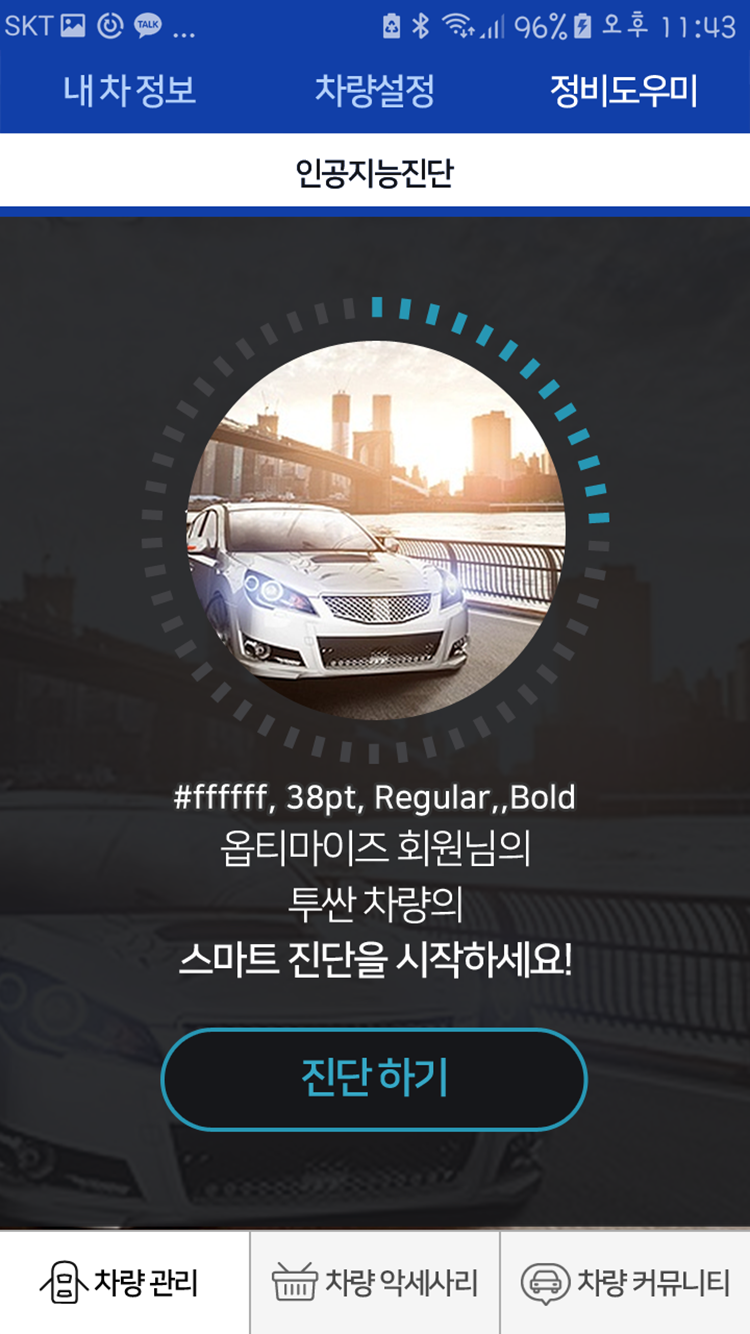 SKT TALK ... 96% 오후 11:43
내 차 정보 차량설정 정비도우미
인공지능진단
#ffffff, 38pt, Regular,,Bold
옵티마이즈 회원님의
투싼 차량의
스마트 진단을 시작하세요!
진단 하기
차량 관리 차량 악세사리 차량 커뮤니티